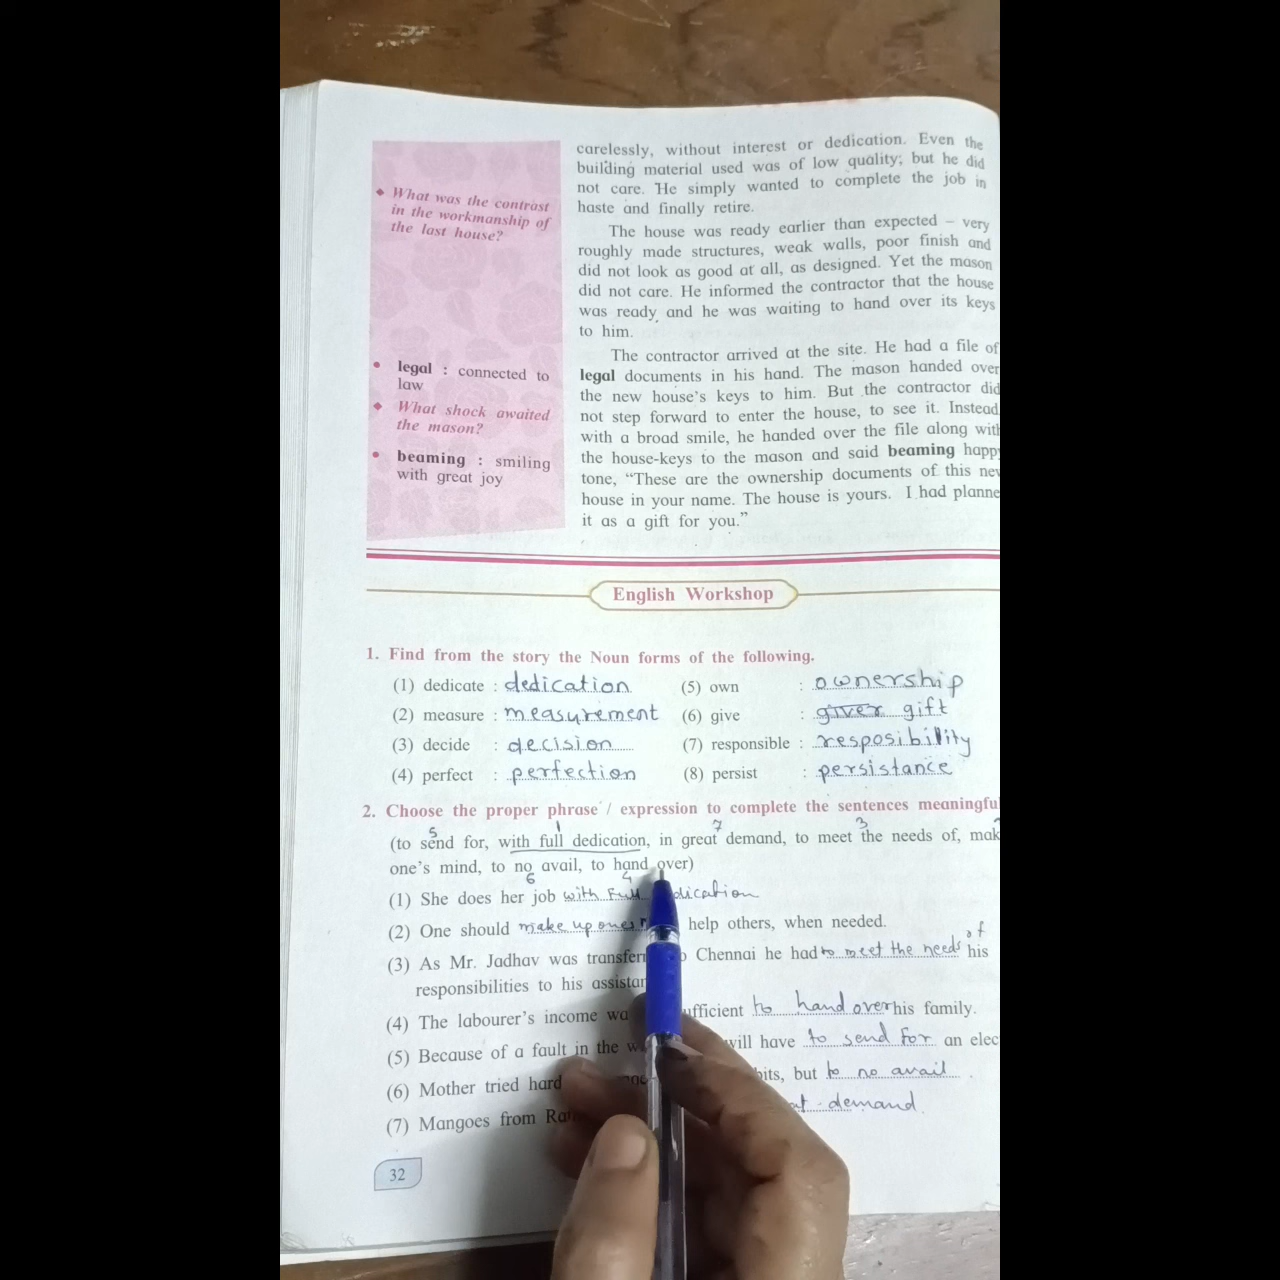 carelessly, without interest or dedication. Even the
building material used was of low quality; but he did
not care. He simply wanted to complete the job in
haste and finally retire.
The house was ready earlier than expected – very
roughly made structures, weak walls, poor finish and
did not look as good at all, as designed. Yet the mason
did not care. He informed the contractor that the house
was ready and he was waiting to hand over its keys
to him.
The contractor arrived at the site. He had a file of
legal documents in his hand. The mason handed over
the new house's keys to him. But the contractor did
not step forward to enter the house, to see it. Instead
with a broad smile, he handed over the file along with
the house-keys to the mason and said beaming happ
tone, “These are the ownership documents of this ne
house in your name. The house is yours. I had planne
it as a gift for you.”
◆ What was the contrast
in the workmanship of
the last house?
• legal : connected to
law
◆ What shock awaited
the mason?
• beaming : smiling
with great joy
English Workshop
1. Find from the story the Noun forms of the following.
(1) dedicate : dedication (5) own : ownership
(2) measure : measurement (6) give : giver gift
(3) decide : decision (7) responsible : resposibility
(4) perfect : perfection (8) persist : persistance
2. Choose the proper phrase / expression to complete the sentences meaningfu
5 1 7 3
(to send for, with full dedication, in great demand, to meet the needs of, mak
one's mind, to no avail, to hand over)
6 4
(1) She does her job with full dication
(2) One should make up ones help others, when needed.
of
(3) As Mr. Jadhav was transfer Chennai he had to meet the needs his
responsibilities to his assistan
(4) The labourer's income wa ufficient to hand over his family.
(5) Because of a fault in the w will have to send for an elec
(6) Mother tried hard bits, but to no avail .
(7) Mangoes from Rat at demand.
32